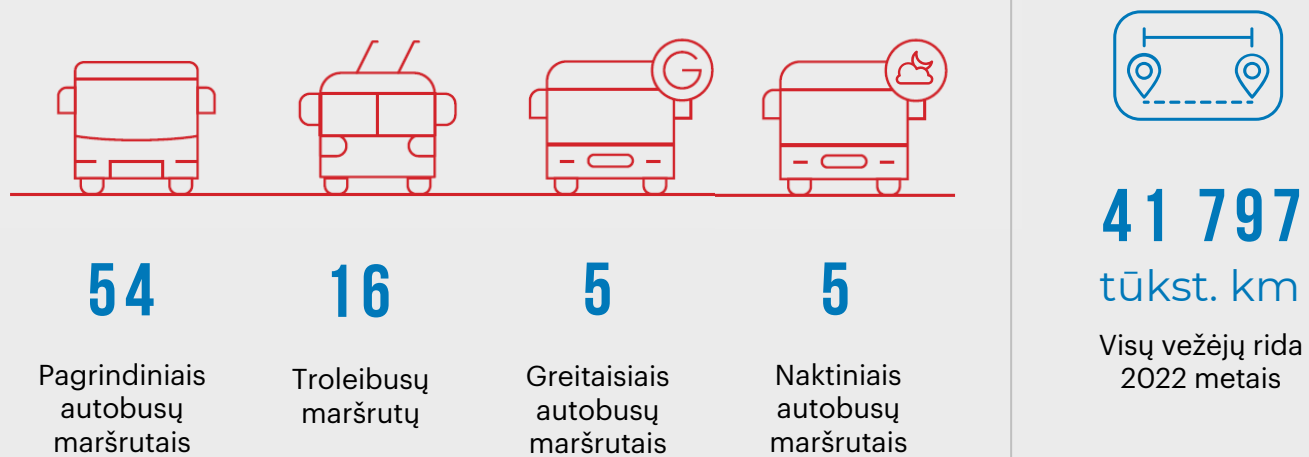 G
54
Pagrindiniais
autobusų
maršrutais
16
Troleibusų
maršrutų
5
Greitaisiais
autobusų
maršrutais
5
Naktiniais
autobusų
maršrutais
41 797
tūkst. km
Visų vežėjų rida
2022 metais